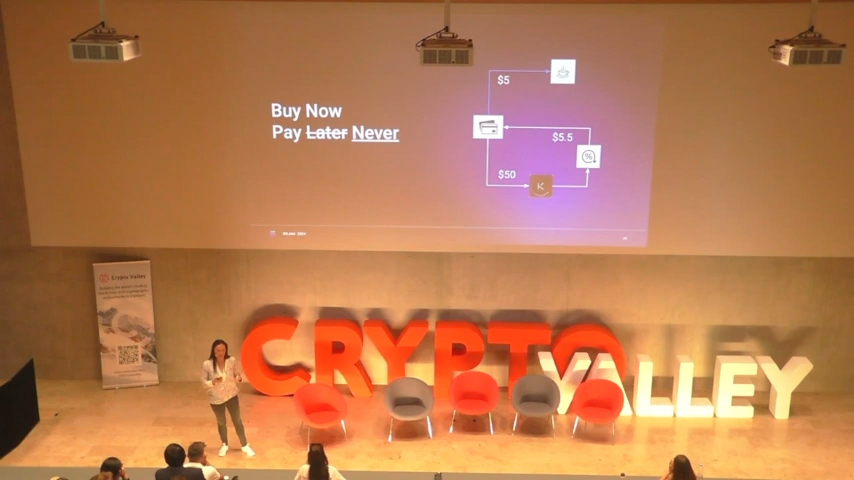 Buy Now
Pay Later Never
$5
$5.5
$50
K
Crypto Valley
CRYPTO
VALLEY